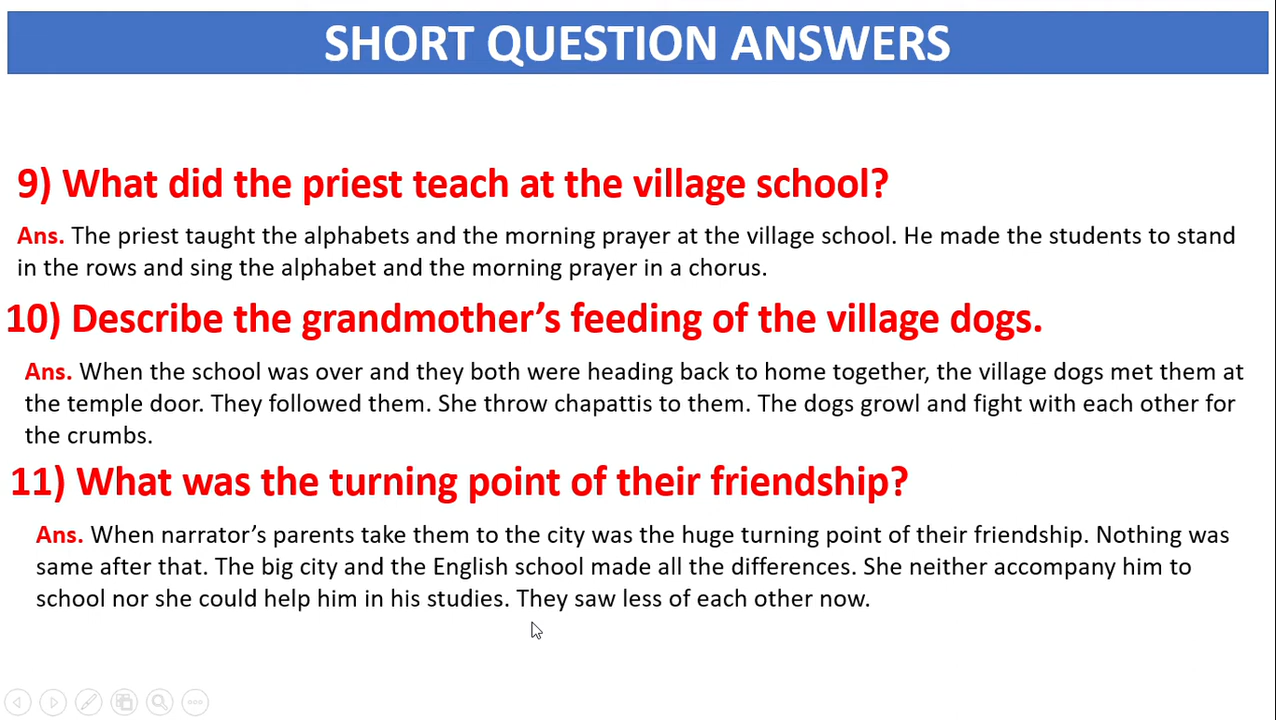 SHORT QUESTION ANSWERS
9) What did the priest teach at the village school?
Ans. The priest taught the alphabets and the morning prayer at the village school. He made the students to stand
in the rows and sing the alphabet and the morning prayer in a chorus.
10) Describe the grandmother’s feeding of the village dogs.
Ans. When the school was over and they both were heading back to home together, the village dogs met them at
the temple door. They followed them. She throw chapattis to them. The dogs growl and fight with each other for
the crumbs.
11) What was the turning point of their friendship?
Ans. When narrator’s parents take them to the city was the huge turning point of their friendship. Nothing was
same after that. The big city and the English school made all the differences. She neither accompany him to
school nor she could help him in his studies. They saw less of each other now.